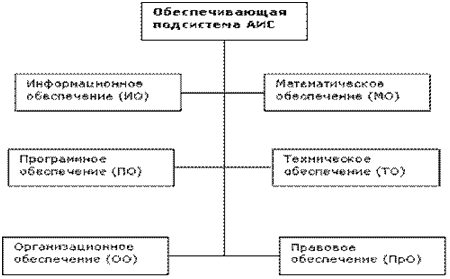 Обеспечивающая
подсистема АИС
Информационное
обеспечение (ИО)
Математическое
обеспечение (МО)
Программное
обеспечение (ПО)
Техническое
обеспечение (ТО)
Организационное
обеспечение (ОО)
Правовое
обеспечение (ПрО)